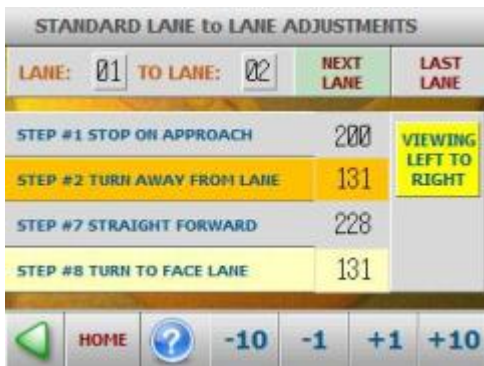 STANDARD LANE to LANE ADJUSTMENTS
LANE: 01 TO LANE: 02 NEXT LANE LAST LANE
STEP #1 STOP ON APPROACH 200
VIEWING LEFT TO RIGHT
STEP #2 TURN AWAY FROM LANE 131
STEP #7 STRAIGHT FORWARD 228
STEP #8 TURN TO FACE LANE 131
HOME ? -10 -1 +1 +10